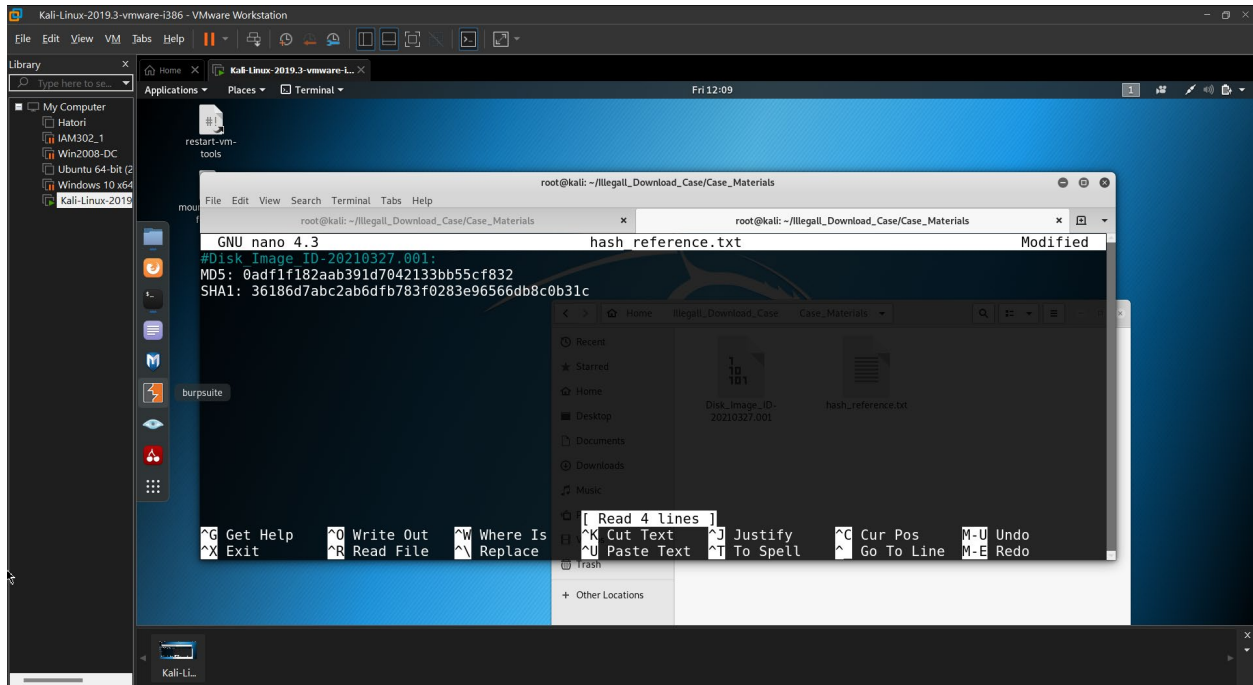 Kali-Linux-2019.3-vmware-i386 - VMware Workstation
File Edit View VM Tabs Help
Library X
Type here to se...
Home X Kali-Linux-2019.3-vmware-i... X
Applications Places Terminal Fri 12:09 1
My Computer
Hatori
IAM302_1
Win2008-DC
Ubuntu 64-bit (2
Windows 10 x64
Kali-Linux-2019
#!
restart-vm-
tools
root@kali: ~/Illegall_Download_Case/Case_Materials
File Edit View Search Terminal Tabs Help
root@kali: ~/Illegall_Download_Case/Case_Materials × root@kali: ~/Illegall_Download_Case/Case_Materials ×
GNU nano 4.3 hash_reference.txt Modified
#Disk_Image_ID-20210327.001:
MD5: 0adf1f182aab391d7042133bb55cf832
SHA1: 36186d7abc2ab6dfb783f0283e96566db8c0b31c
Home Illegall_Download_Case Case_Materials
Recent
Starred
Home
Desktop
Documents
Downloads
Music
Trash
+ Other Locations
1
10
101
Disk_Image_ID-
20210327.001
hash_reference.txt
burpsuite
[ Read 4 lines ]
^G Get Help ^O Write Out ^W Where Is ^K Cut Text ^J Justify ^C Cur Pos M-U Undo
^X Exit ^R Read File ^\ Replace ^U Paste Text ^T To Spell ^_ Go To Line M-E Redo
Kali-Li...